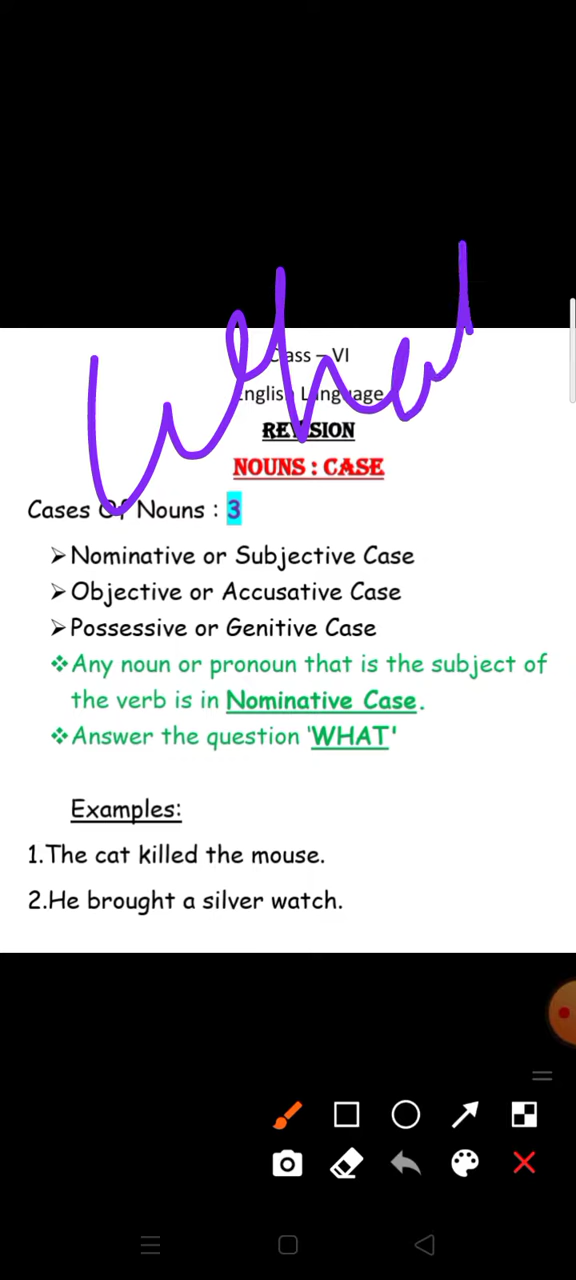 What
Class – VI
English Language
REVISION
NOUNS : CASE
Cases Of Nouns : 3
➢Nominative or Subjective Case
➢Objective or Accusative Case
➢Possessive or Genitive Case
❖Any noun or pronoun that is the subject of
the verb is in Nominative Case.
❖Answer the question 'WHAT'
Examples:
1.The cat killed the mouse.
2.He brought a silver watch.